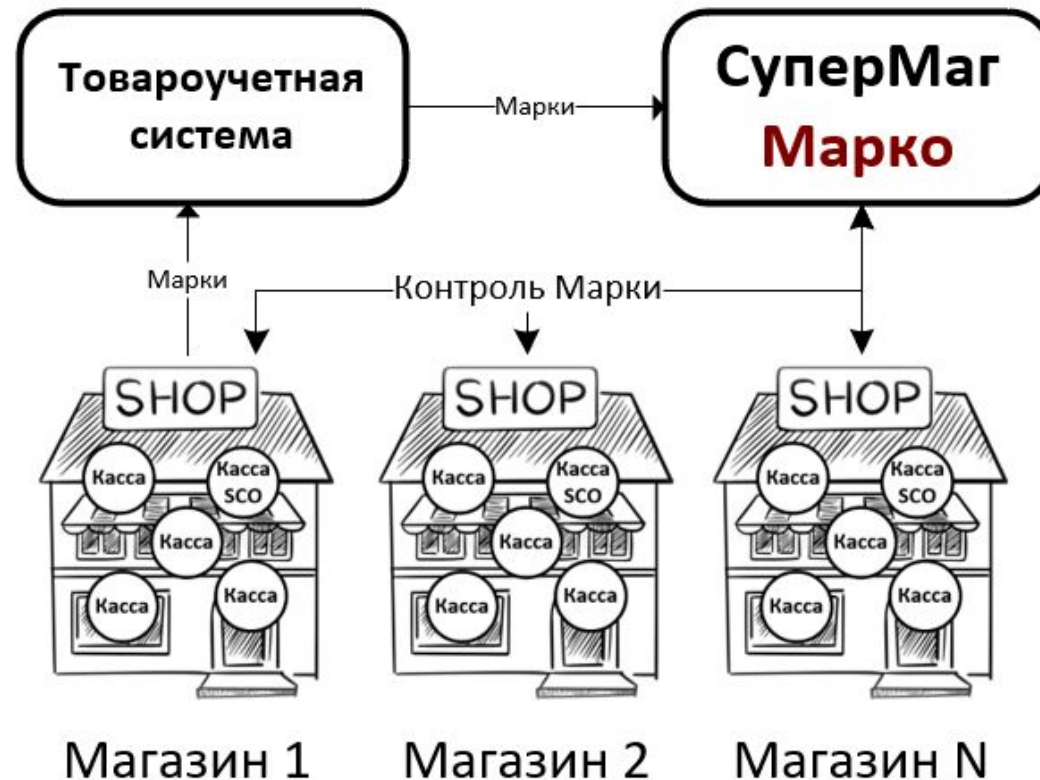 Товароучетная
система
Марки
СуперМаг
Марко
Марки
Контроль Марки
SHOP
Касса
Касса
SCO
Касса
Касса
Касса
SHOP
Касса
Касса
SCO
Касса
Касса
Касса
SHOP
Касса
Касса
SCO
Касса
Касса
Касса
Магазин 1
Магазин 2
Магазин N